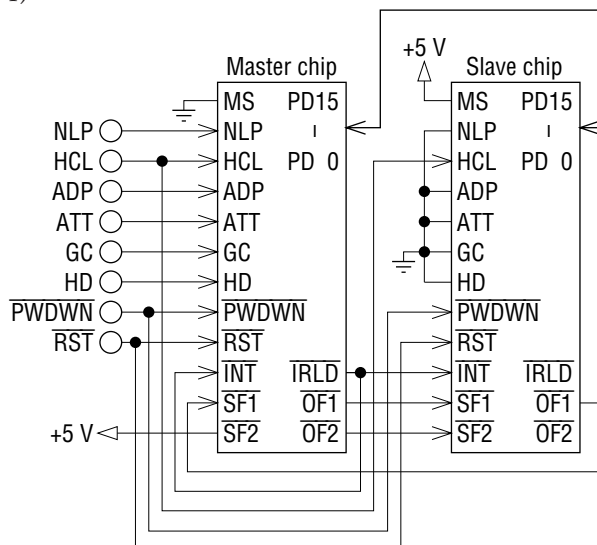 +5 V
Master chip
Slave chip
MS PD15
NLP
HCL PD 0
ADP
ATT
GC
HD
PWDWN
RST
INT IRLD
SF1 OF1
SF2 OF2
NLP
HCL
ADP
ATT
GC
HD
PWDWN
RST
+5 V
MS PD15
NLP
HCL PD 0
ADP
ATT
GC
HD
PWDWN
RST
INT IRLD
SF1 OF1
SF2 OF2